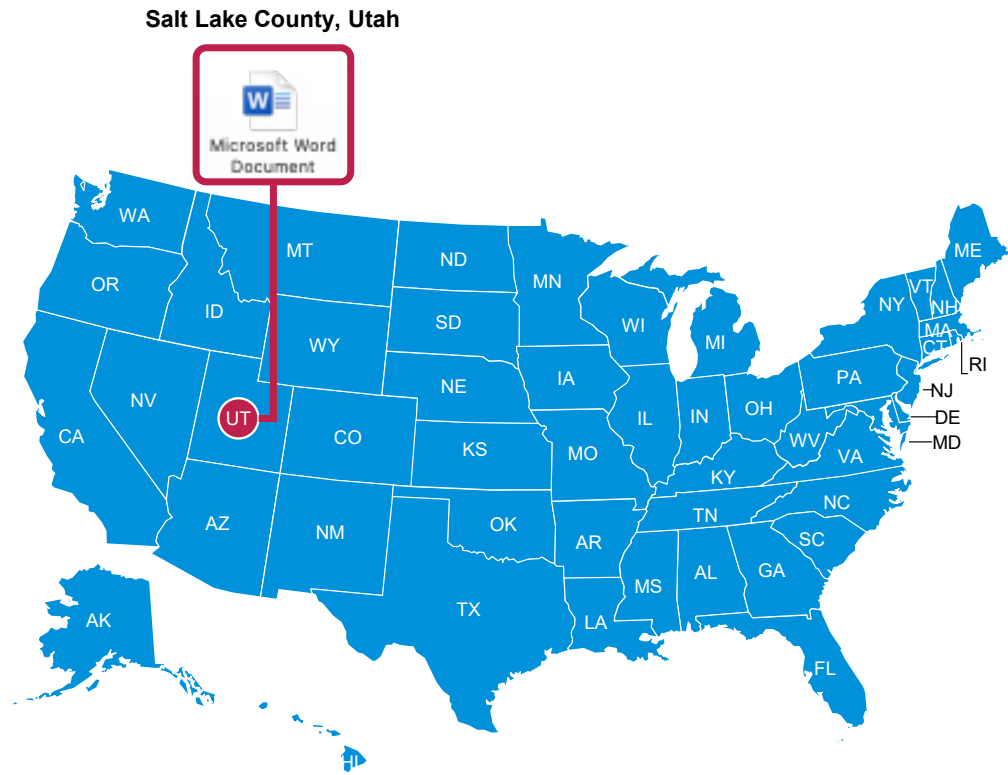 Salt Lake County, Utah
W
Microsoft Word
Document
WA
MT
ND
MN
ME
OR
ID
SD
WI
MI
NY
VT
NH
MA
CT
RI
WY
NE
IA
PA
NJ
NV
UT
CO
KS
IL
IN
OH
DE
MD
CA
MO
WV
VA
KY
AZ
NM
OK
AR
TN
NC
SC
MS
AL
GA
TX
LA
AK
FL
HI